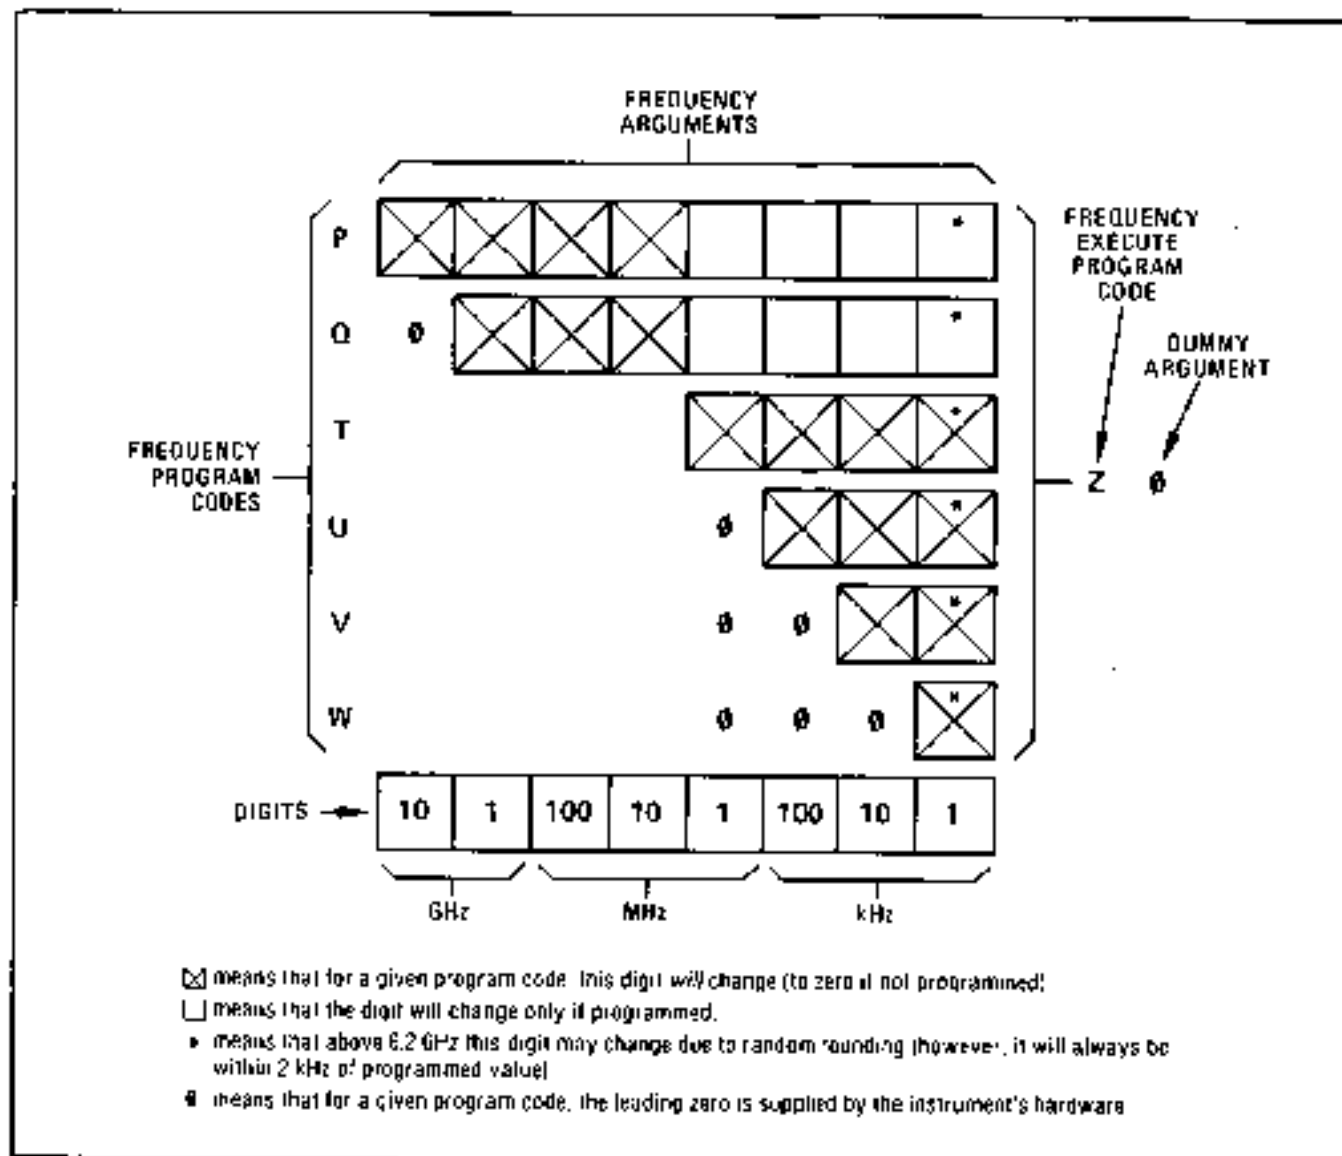 FREQUENCY
ARGUMENTS
P
*
FREQUENCY
EXECUTE
PROGRAM
CODE
Q
Ø
*
DUMMY
ARGUMENT
T
*
FREQUENCY
PROGRAM
CODES
Z Ø
U
Ø
*
V
Ø Ø
*
W
Ø Ø Ø
*
DIGITS
10 1 100 10 1 100 10 1
GHz MHz kHz
means that for a given program code, this digit will change (to zero if not programmed)
means that the digit will change only if programmed.
* means that above 6.2 GHz this digit may change due to random rounding (however, it will always be
within 2 kHz of programmed value)
Ø means that for a given program code, the leading zero is supplied by the instrument's hardware